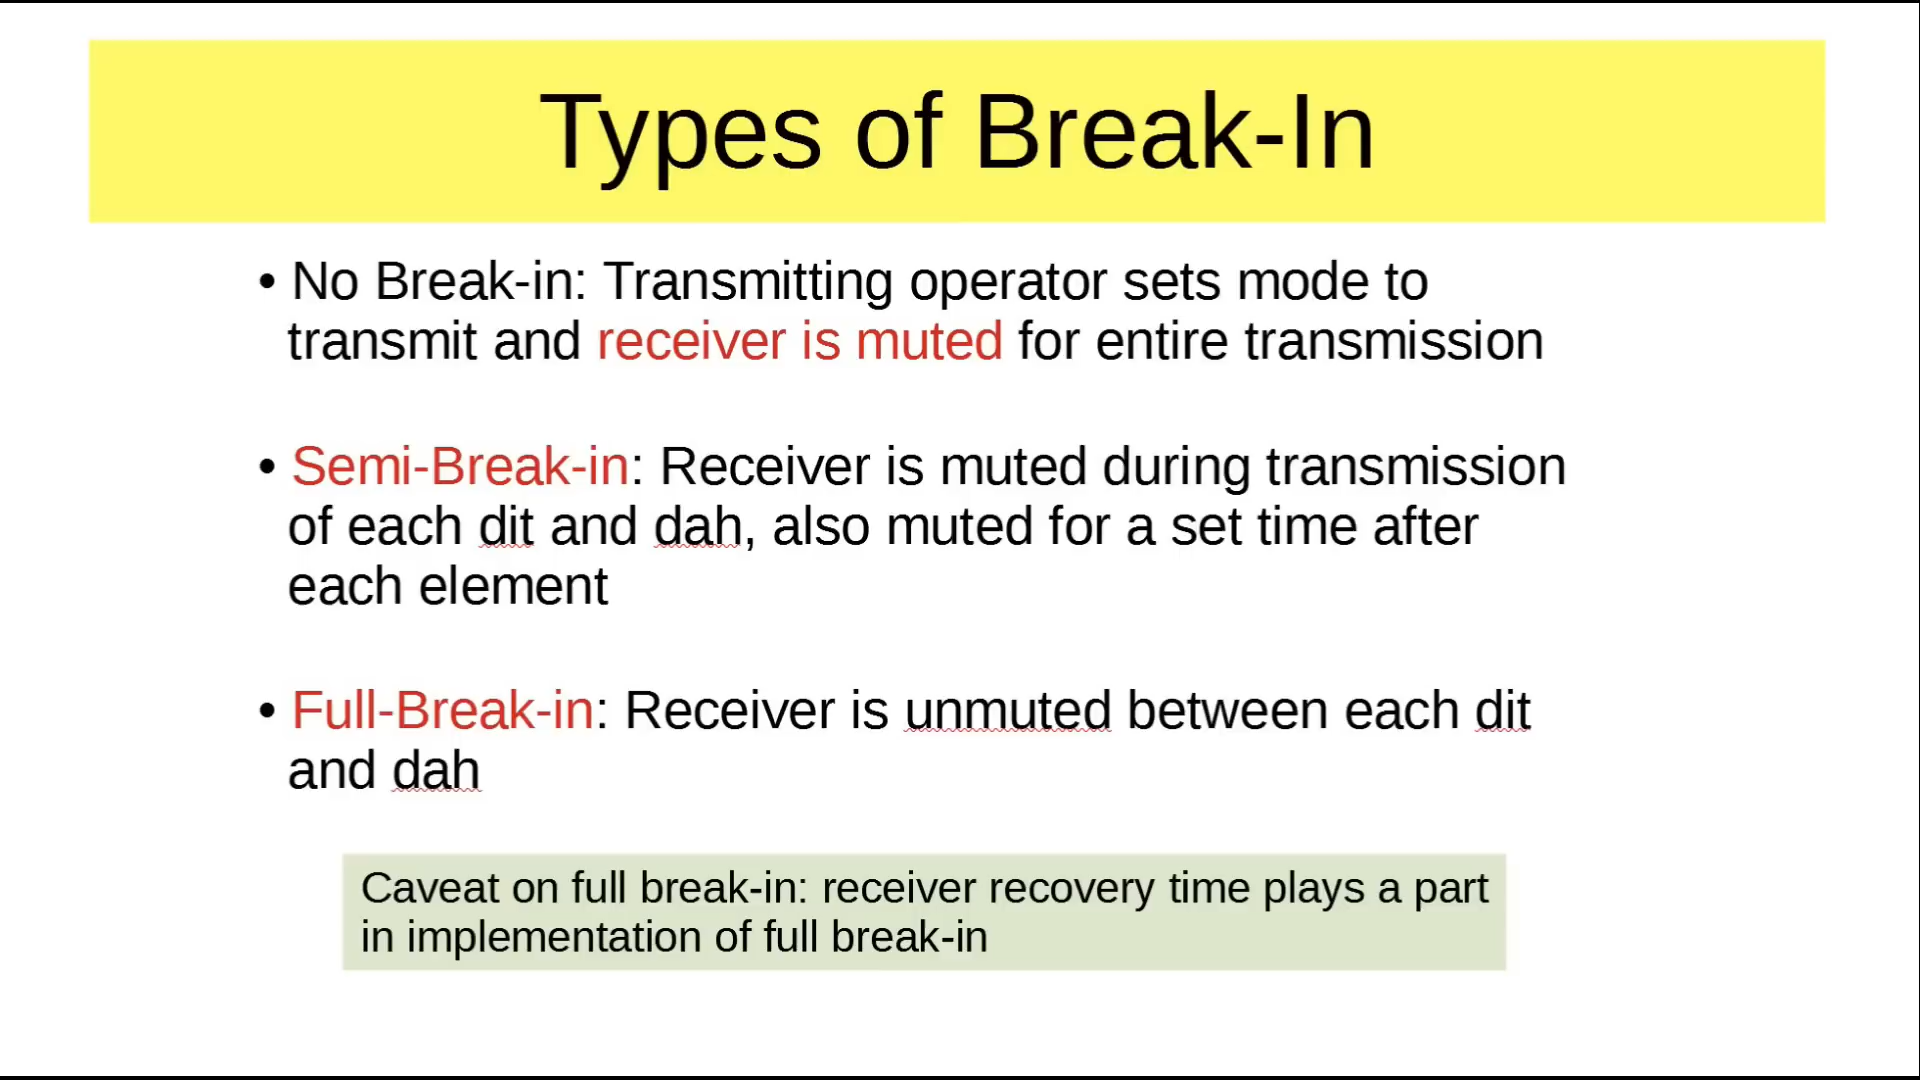 Types of Break-In
• No Break-in: Transmitting operator sets mode to
transmit and receiver is muted for entire transmission
• Semi-Break-in: Receiver is muted during transmission
of each dit and dah, also muted for a set time after
each element
• Full-Break-in: Receiver is unmuted between each dit
and dah
Caveat on full break-in: receiver recovery time plays a part
in implementation of full break-in